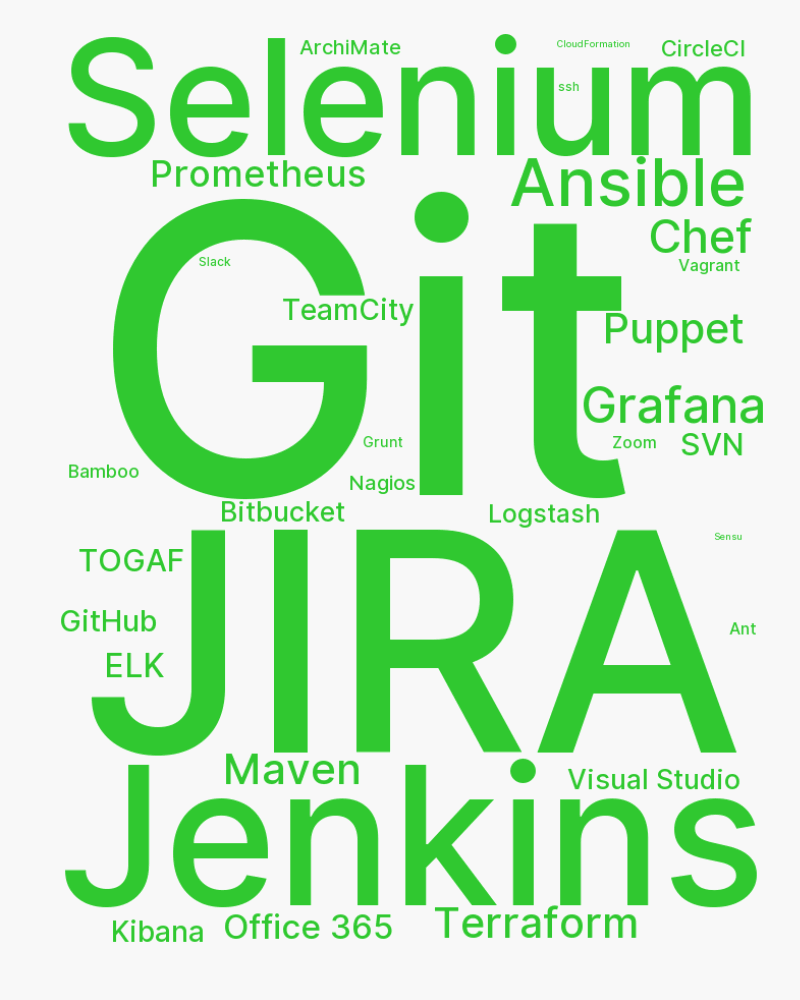 Selenium
ArchiMate
CloudFormation
CircleCI
ssh
Prometheus
Ansible
Git
Chef
Slack
Vagrant
TeamCity
Puppet
Grafana
Grunt
Zoom
SVN
Bamboo
Nagios
Bitbucket
Logstash
JIRA
Sensu
TOGAF
GitHub
Ant
ELK
Maven
Visual Studio
Jenkins
Kibana
Office 365
Terraform